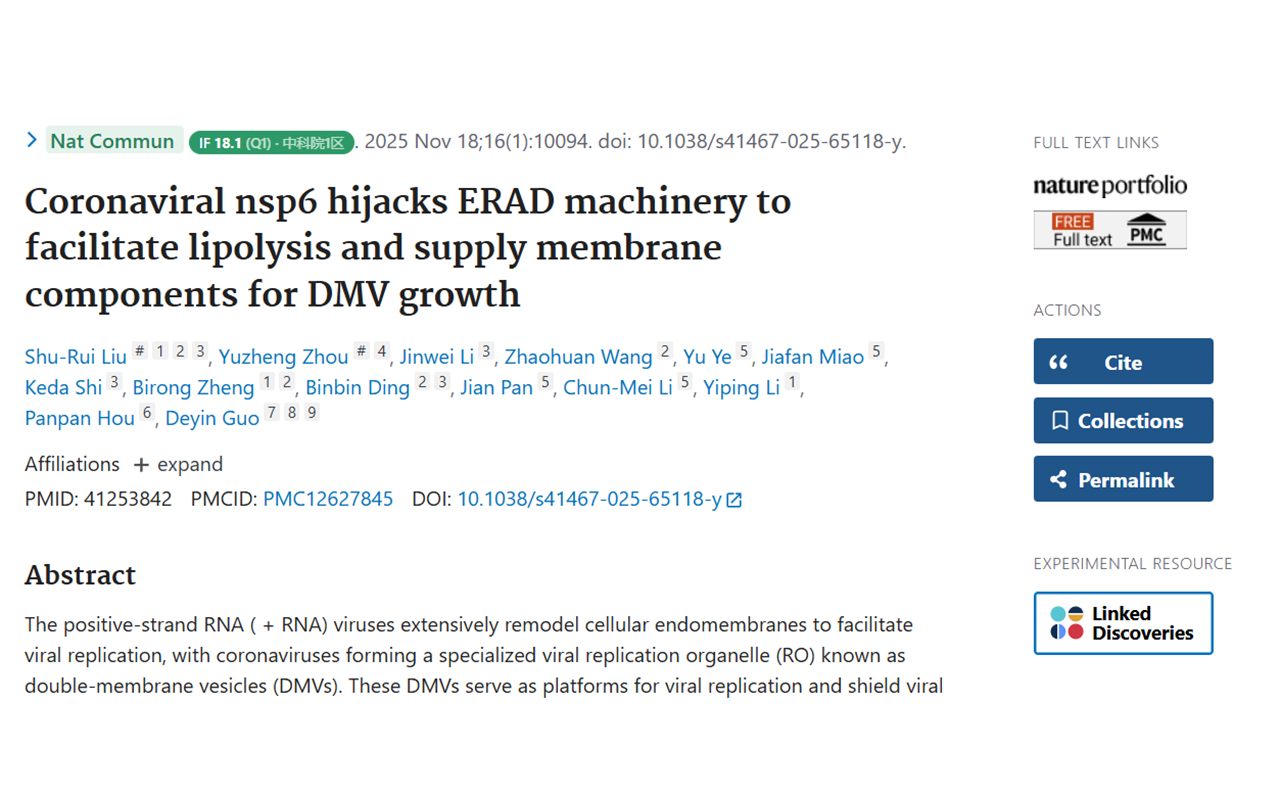 Nat Commun IF 18.1 (Q1) · 中科院1区 . 2025 Nov 18;16(1):10094. doi: 10.1038/s41467-025-65118-y.
Coronaviral nsp6 hijacks ERAD machinery to
facilitate lipolysis and supply membrane
components for DMV growth
Shu-Rui Liu # 1 2 3, Yuzheng Zhou # 4, Jinwei Li 3, Zhaohuan Wang 2, Yu Ye 5, Jiafan Miao 5,
Keda Shi 3, Birong Zheng 1 2, Binbin Ding 2 3, Jian Pan 5, Chun-Mei Li 5, Yiping Li 1,
Panpan Hou 6, Deyin Guo 7 8 9
Affiliations + expand
PMID: 41253842 PMCID: PMC12627845 DOI: 10.1038/s41467-025-65118-y
Abstract
The positive-strand RNA ( + RNA) viruses extensively remodel cellular endomembranes to facilitate
viral replication, with coronaviruses forming a specialized viral replication organelle (RO) known as
double-membrane vesicles (DMVs). These DMVs serve as platforms for viral replication and shield viral
FULL TEXT LINKS
nature portfolio
FREE
Full text
PMC
ACTIONS
Cite
Collections
Permalink
EXPERIMENTAL RESOURCE
Linked
Discoveries